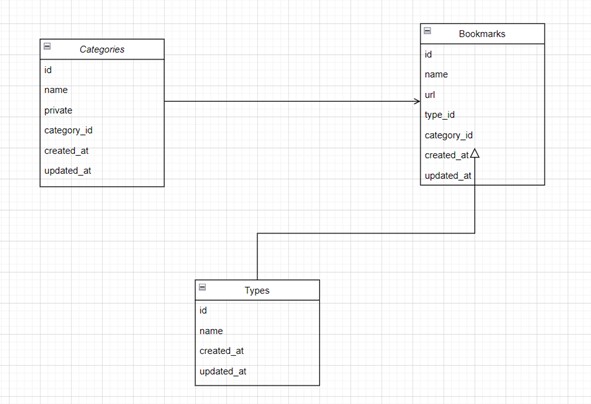 Categories
id
name
private
category_id
created_at
updated_at
Bookmarks
id
name
url
type_id
category_id
created_at
updated_at
Types
id
name
created_at
updated_at